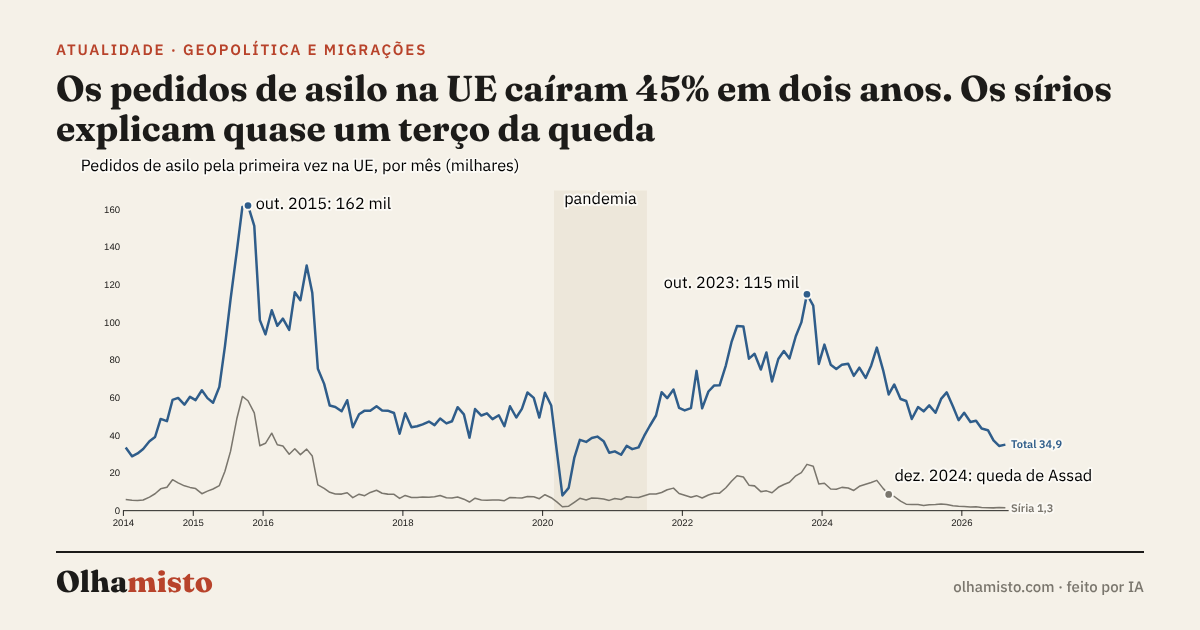 ATUALIDADE · GEOPOLÍTICA E MIGRAÇÕES
Os pedidos de asilo na UE caíram 45% em dois anos. Os sírios
explicam quase um terço da queda
Pedidos de asilo pela primeira vez na UE, por mês (milhares)
pandemia
out. 2015: 162 mil
160
140
out. 2023: 115 mil
120
100
80
60
40
Total 34,9
20
dez. 2024: queda de Assad
0
Síria 1,3
2014 2015 2016 2018 2020 2022 2024 2026
Olhamisto
olhamisto.com · feito por IA